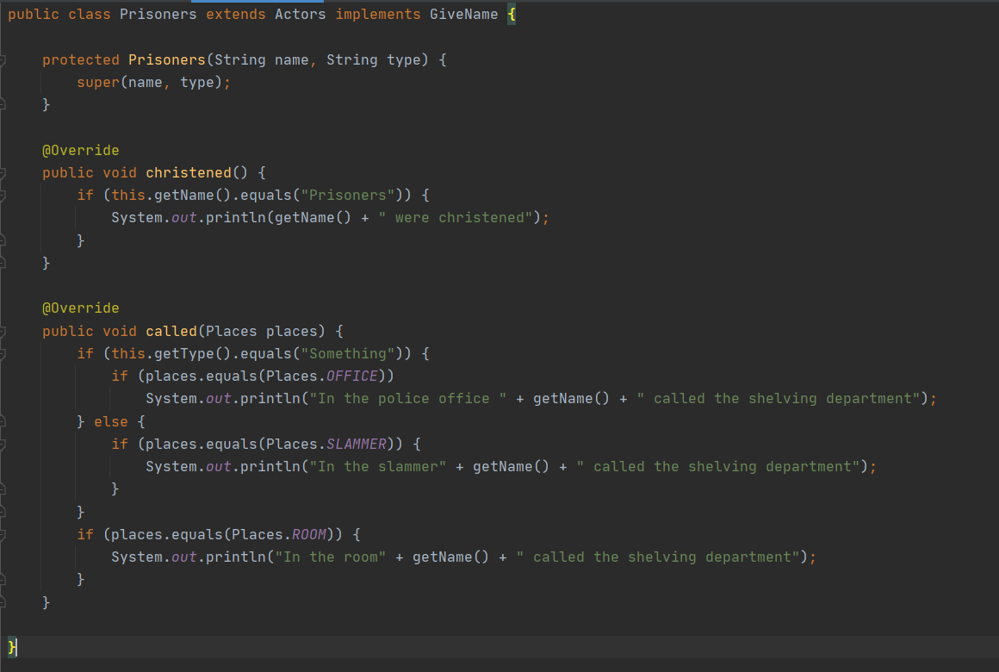 public class Prisoners extends Actors implements GiveName {
protected Prisoners(String name, String type) {
super(name, type);
}
@Override
public void christened() {
if (this.getName().equals("Prisoners")) {
System.out.println(getName() + " were christened");
}
}
@Override
public void called(Places places) {
if (this.getType().equals("Something")) {
if (places.equals(Places.OFFICE))
System.out.println("In the police office " + getName() + " called the shelving department");
} else {
if (places.equals(Places.SLAMMER)) {
System.out.println("In the slammer" + getName() + " called the shelving department");
}
}
if (places.equals(Places.ROOM)) {
System.out.println("In the room" + getName() + " called the shelving department");
}
}
}